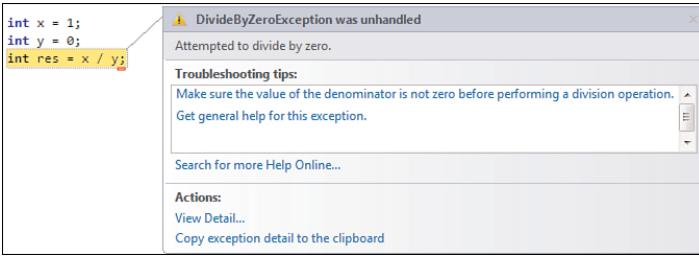 int x = 1;
int y = 0;
int res = x / y;
DivideByZeroException was unhandled
Attempted to divide by zero.
Troubleshooting tips:
Make sure the value of the denominator is not zero before performing a division operation.
Get general help for this exception.
Search for more Help Online...
Actions:
View Detail...
Copy exception detail to the clipboard